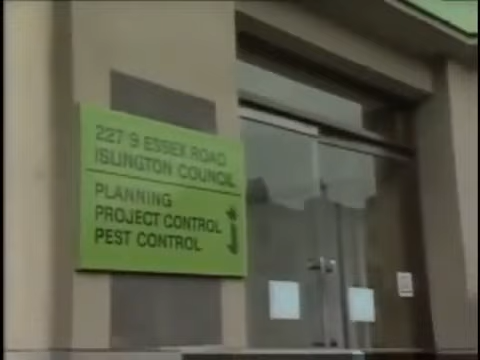 227 9 ESSEX ROAD
ISLINGTON COUNCIL
PLANNING
PROJECT CONTROL
PEST CONTROL